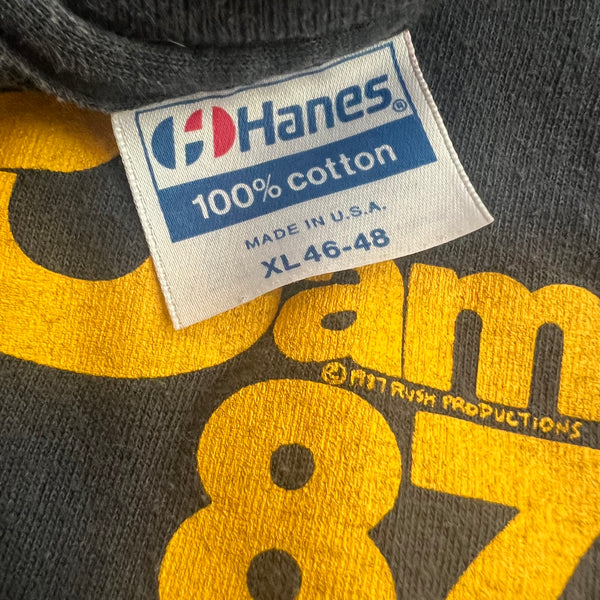 Hanes®
100% cotton
MADE IN U.S.A.
XL 46-48
am
© 1987 RUSH PRODUCTIONS
87